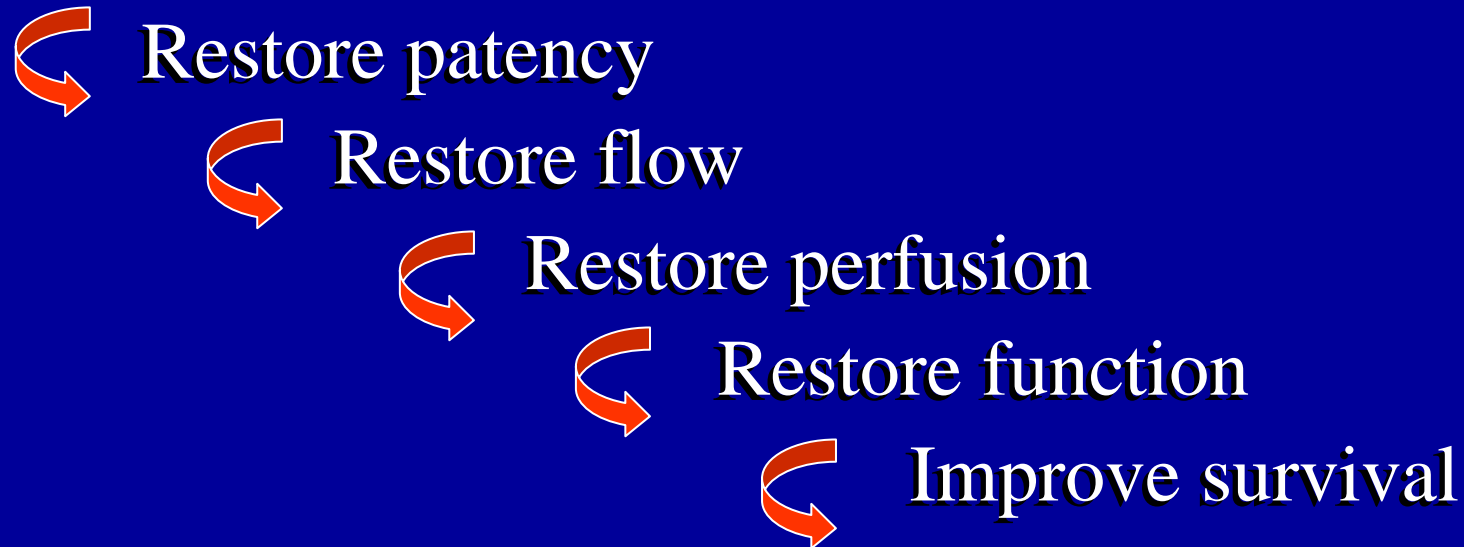 Restore patency
Restore flow
Restore perfusion
Restore function
Improve survival